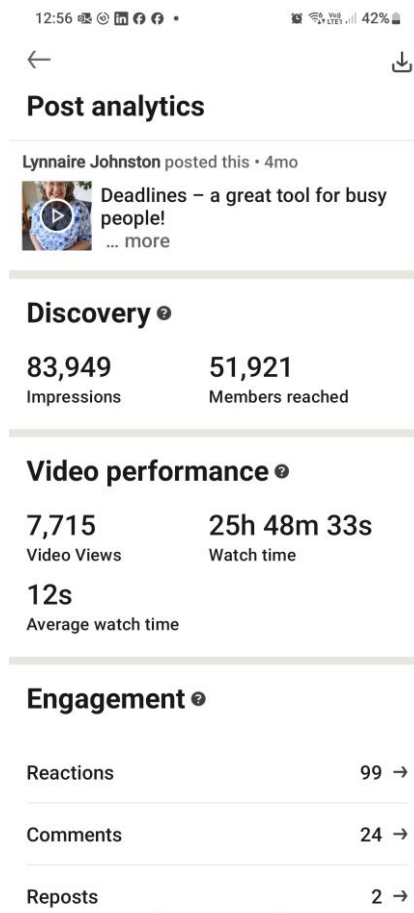 12:56
42%
Post analytics
Lynnaire Johnston posted this • 4mo
Deadlines – a great tool for busy
people!
... more
Discovery
83,949 51,921
Impressions Members reached
Video performance
7,715 25h 48m 33s
Video Views Watch time
12s
Average watch time
Engagement
Reactions 99 →
Comments 24 →
Reposts 2 →